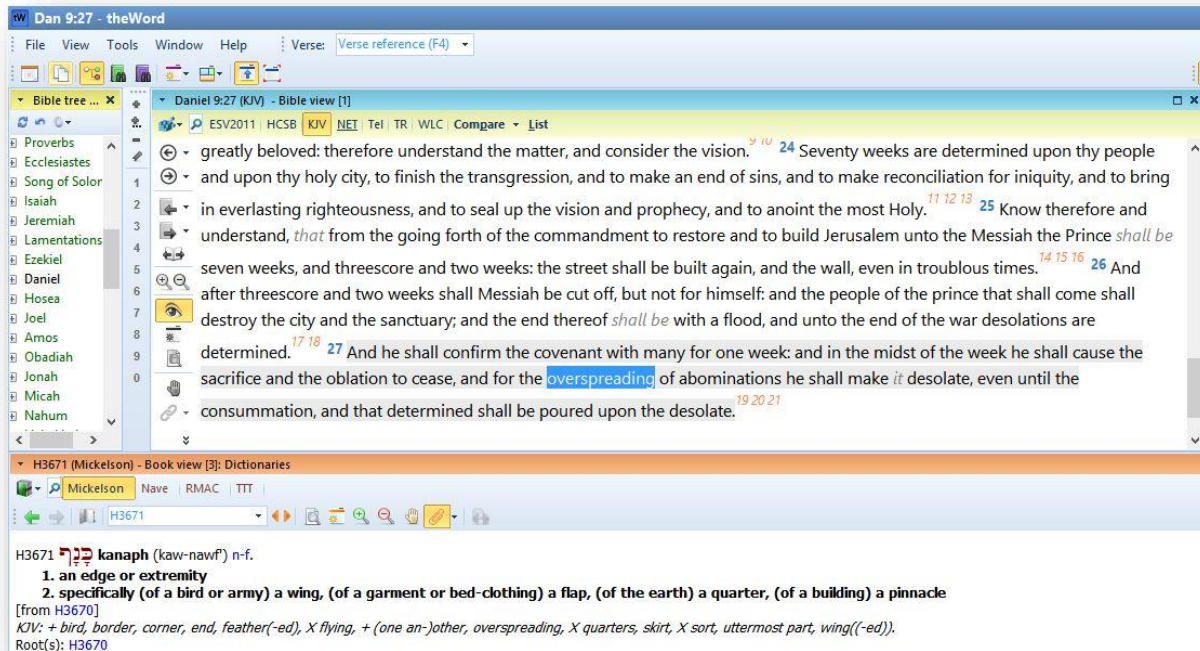 tW Dan 9:27 - theWord
File View Tools Window Help Verse: Verse reference (F4)
Bible tree ...
Daniel 9:27 (KJV) - Bible view [1]
ESV2011 HCSB KJV NET Tel TR WLC Compare List
Proverbs
Ecclesiastes
Song of Solor
Isaiah
Jeremiah
Lamentations
Ezekiel
Daniel
Hosea
Joel
Amos
Obadiah
Jonah
Micah
Nahum
1
2
3
4
5
6
7
8
9
0
greatly beloved: therefore understand the matter, and consider the vision. 9 10 24 Seventy weeks are determined upon thy people
and upon thy holy city, to finish the transgression, and to make an end of sins, and to make reconciliation for iniquity, and to bring
in everlasting righteousness, and to seal up the vision and prophecy, and to anoint the most Holy. 11 12 13 25 Know therefore and
understand, that from the going forth of the commandment to restore and to build Jerusalem unto the Messiah the Prince shall be
seven weeks, and threescore and two weeks: the street shall be built again, and the wall, even in troublous times. 14 15 16 26 And
after threescore and two weeks shall Messiah be cut off, but not for himself: and the people of the prince that shall come shall
destroy the city and the sanctuary; and the end thereof shall be with a flood, and unto the end of the war desolations are
determined. 17 18 27 And he shall confirm the covenant with many for one week: and in the midst of the week he shall cause the
sacrifice and the oblation to cease, and for the overspreading of abominations he shall make it desolate, even until the
consummation, and that determined shall be poured upon the desolate. 19 20 21
H3671 (Mickelson) - Book view [3]: Dictionaries
Mickelson Nave RMAC TTT
H3671
H3671 כָּנָף kanaph (kaw-nawf') n-f.
1. an edge or extremity
2. specifically (of a bird or army) a wing, (of a garment or bed-clothing) a flap, (of the earth) a quarter, (of a building) a pinnacle
[from H3670]
KJV: + bird, border, corner, end, feather(-ed), X flying, + (one an-)other, overspreading, X quarters, skirt, X sort, uttermost part, wing((-ed)).
Root(s): H3670